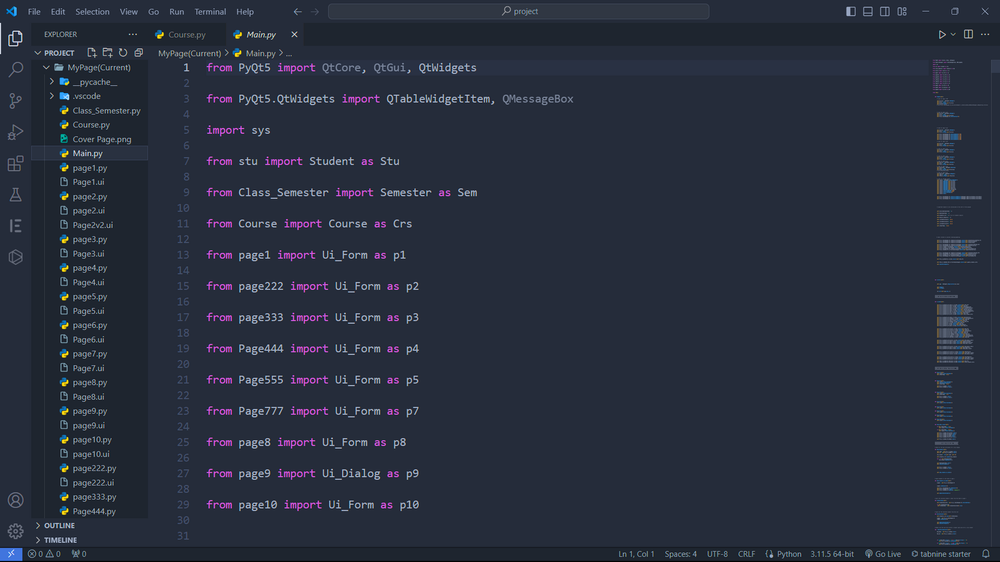 File Edit Selection View Go Run Terminal Help
project
EXPLORER
Course.py
Main.py
PROJECT
MyPage(Current) > Main.py > ...
MyPage(Current)
__pycache__
.vscode
Class_Semester.py
Course.py
Cover Page.png
Main.py
page1.py
Page1.ui
page2.py
page2.ui
Page2v2.ui
page3.py
Page3.ui
page4.py
Page4.ui
page5.py
Page5.ui
page6.py
Page6.ui
page7.py
Page7.ui
page8.py
Page8.ui
page9.py
page9.ui
page10.py
page10.ui
page222.py
page222.ui
page333.py
Page444.py
OUTLINE
TIMELINE
1 from PyQt5 import QtCore, QtGui, QtWidgets
2
3 from PyQt5.QtWidgets import QTableWidgetItem, QMessageBox
4
5 import sys
6
7 from stu import Student as Stu
8
9 from Class_Semester import Semester as Sem
10
11 from Course import Course as Crs
12
13 from page1 import Ui_Form as p1
14
15 from page222 import Ui_Form as p2
16
17 from page333 import Ui_Form as p3
18
19 from Page444 import Ui_Form as p4
20
21 from Page555 import Ui_Form as p5
22
23 from Page777 import Ui_Form as p7
24
25 from page8 import Ui_Form as p8
26
27 from page9 import Ui_Dialog as p9
28
29 from page10 import Ui_Form as p10
30
31
0 0 0 Ln 1, Col 1 Spaces: 4 UTF-8 CRLF Python 3.11.5 64-bit Go Live tabnine starter